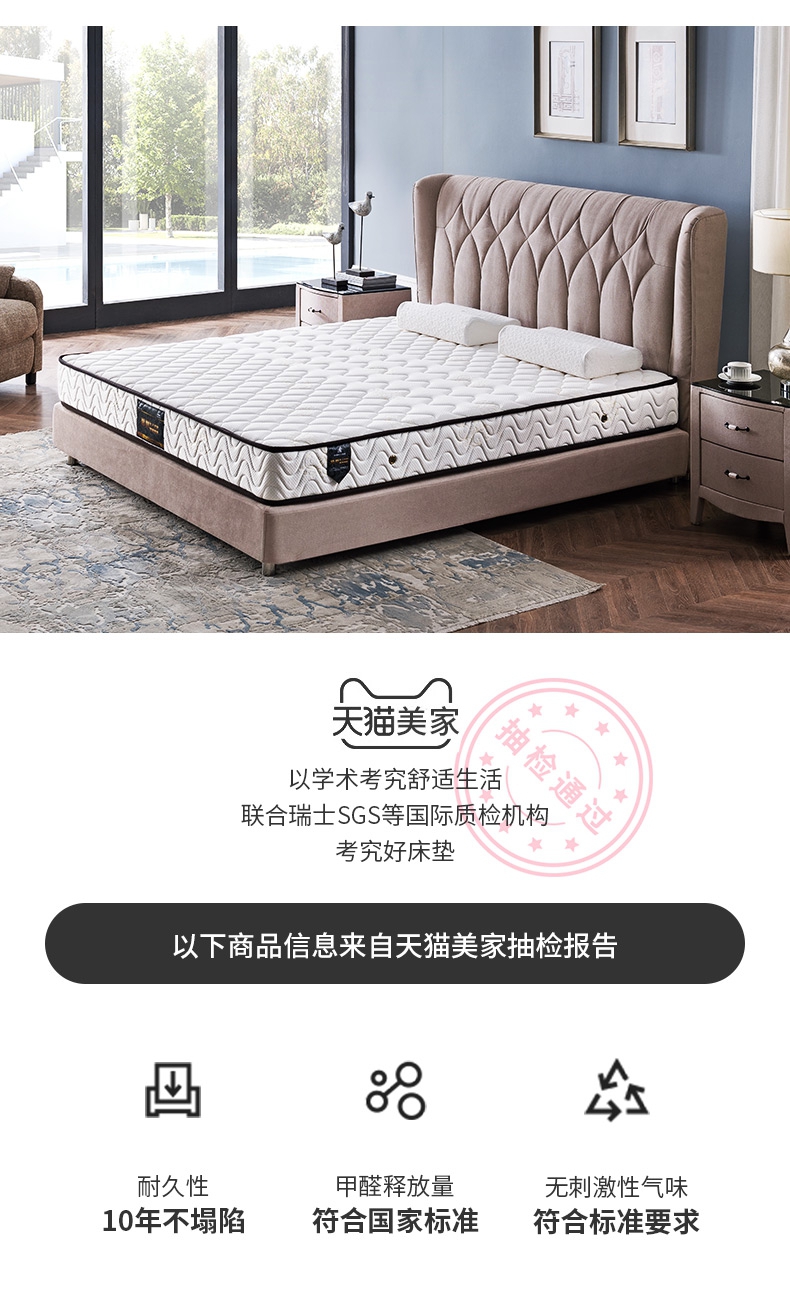 天猫美家
抽检通过
以学术考究舒适生活
联合瑞士SGS等国际质检机构
考究好床垫
以下商品信息来自天猫美家抽检报告
耐久性
10年不塌陷
甲醛释放量
符合国家标准
无刺激性气味
符合标准要求